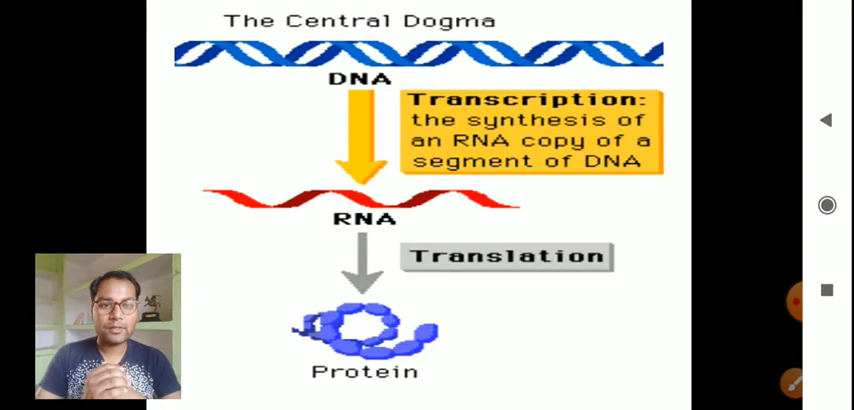 The Central Dogma
DNA
Transcription:
the synthesis of
an RNA copy of a
segment of DNA
RNA
Translation
Protein